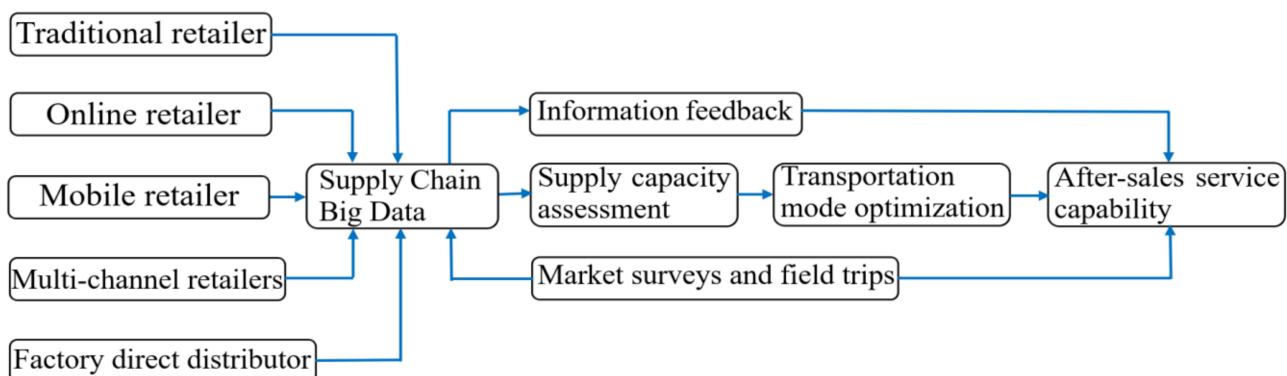 Traditional retailer
Online retailer
Mobile retailer
Multi-channel retailers
Factory direct distributor
Supply Chain
Big Data
Information feedback
Supply capacity
assessment
Transportation
mode optimization
After-sales service
capability
Market surveys and field trips